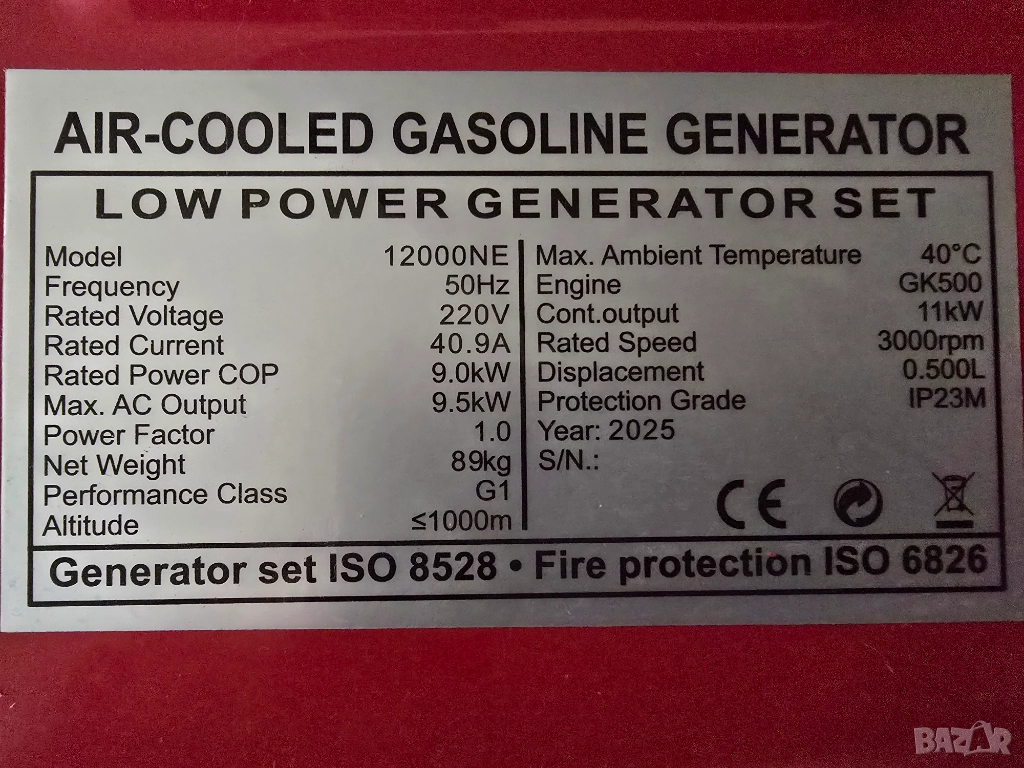 AIR-COOLED GASOLINE GENERATOR
LOW POWER GENERATOR SET
Model 12000NE
Frequency 50Hz
Rated Voltage 220V
Rated Current 40.9A
Rated Power COP 9.0kW
Max. AC Output 9.5kW
Power Factor 1.0
Net Weight 89kg
Performance Class G1
Altitude ≤1000m
Max. Ambient Temperature 40°C
Engine GK500
Cont.output 11kW
Rated Speed 3000rpm
Displacement 0.500L
Protection Grade IP23M
Year: 2025
S/N.:
CE
Generator set ISO 8528 • Fire protection ISO 6826
BAZAR